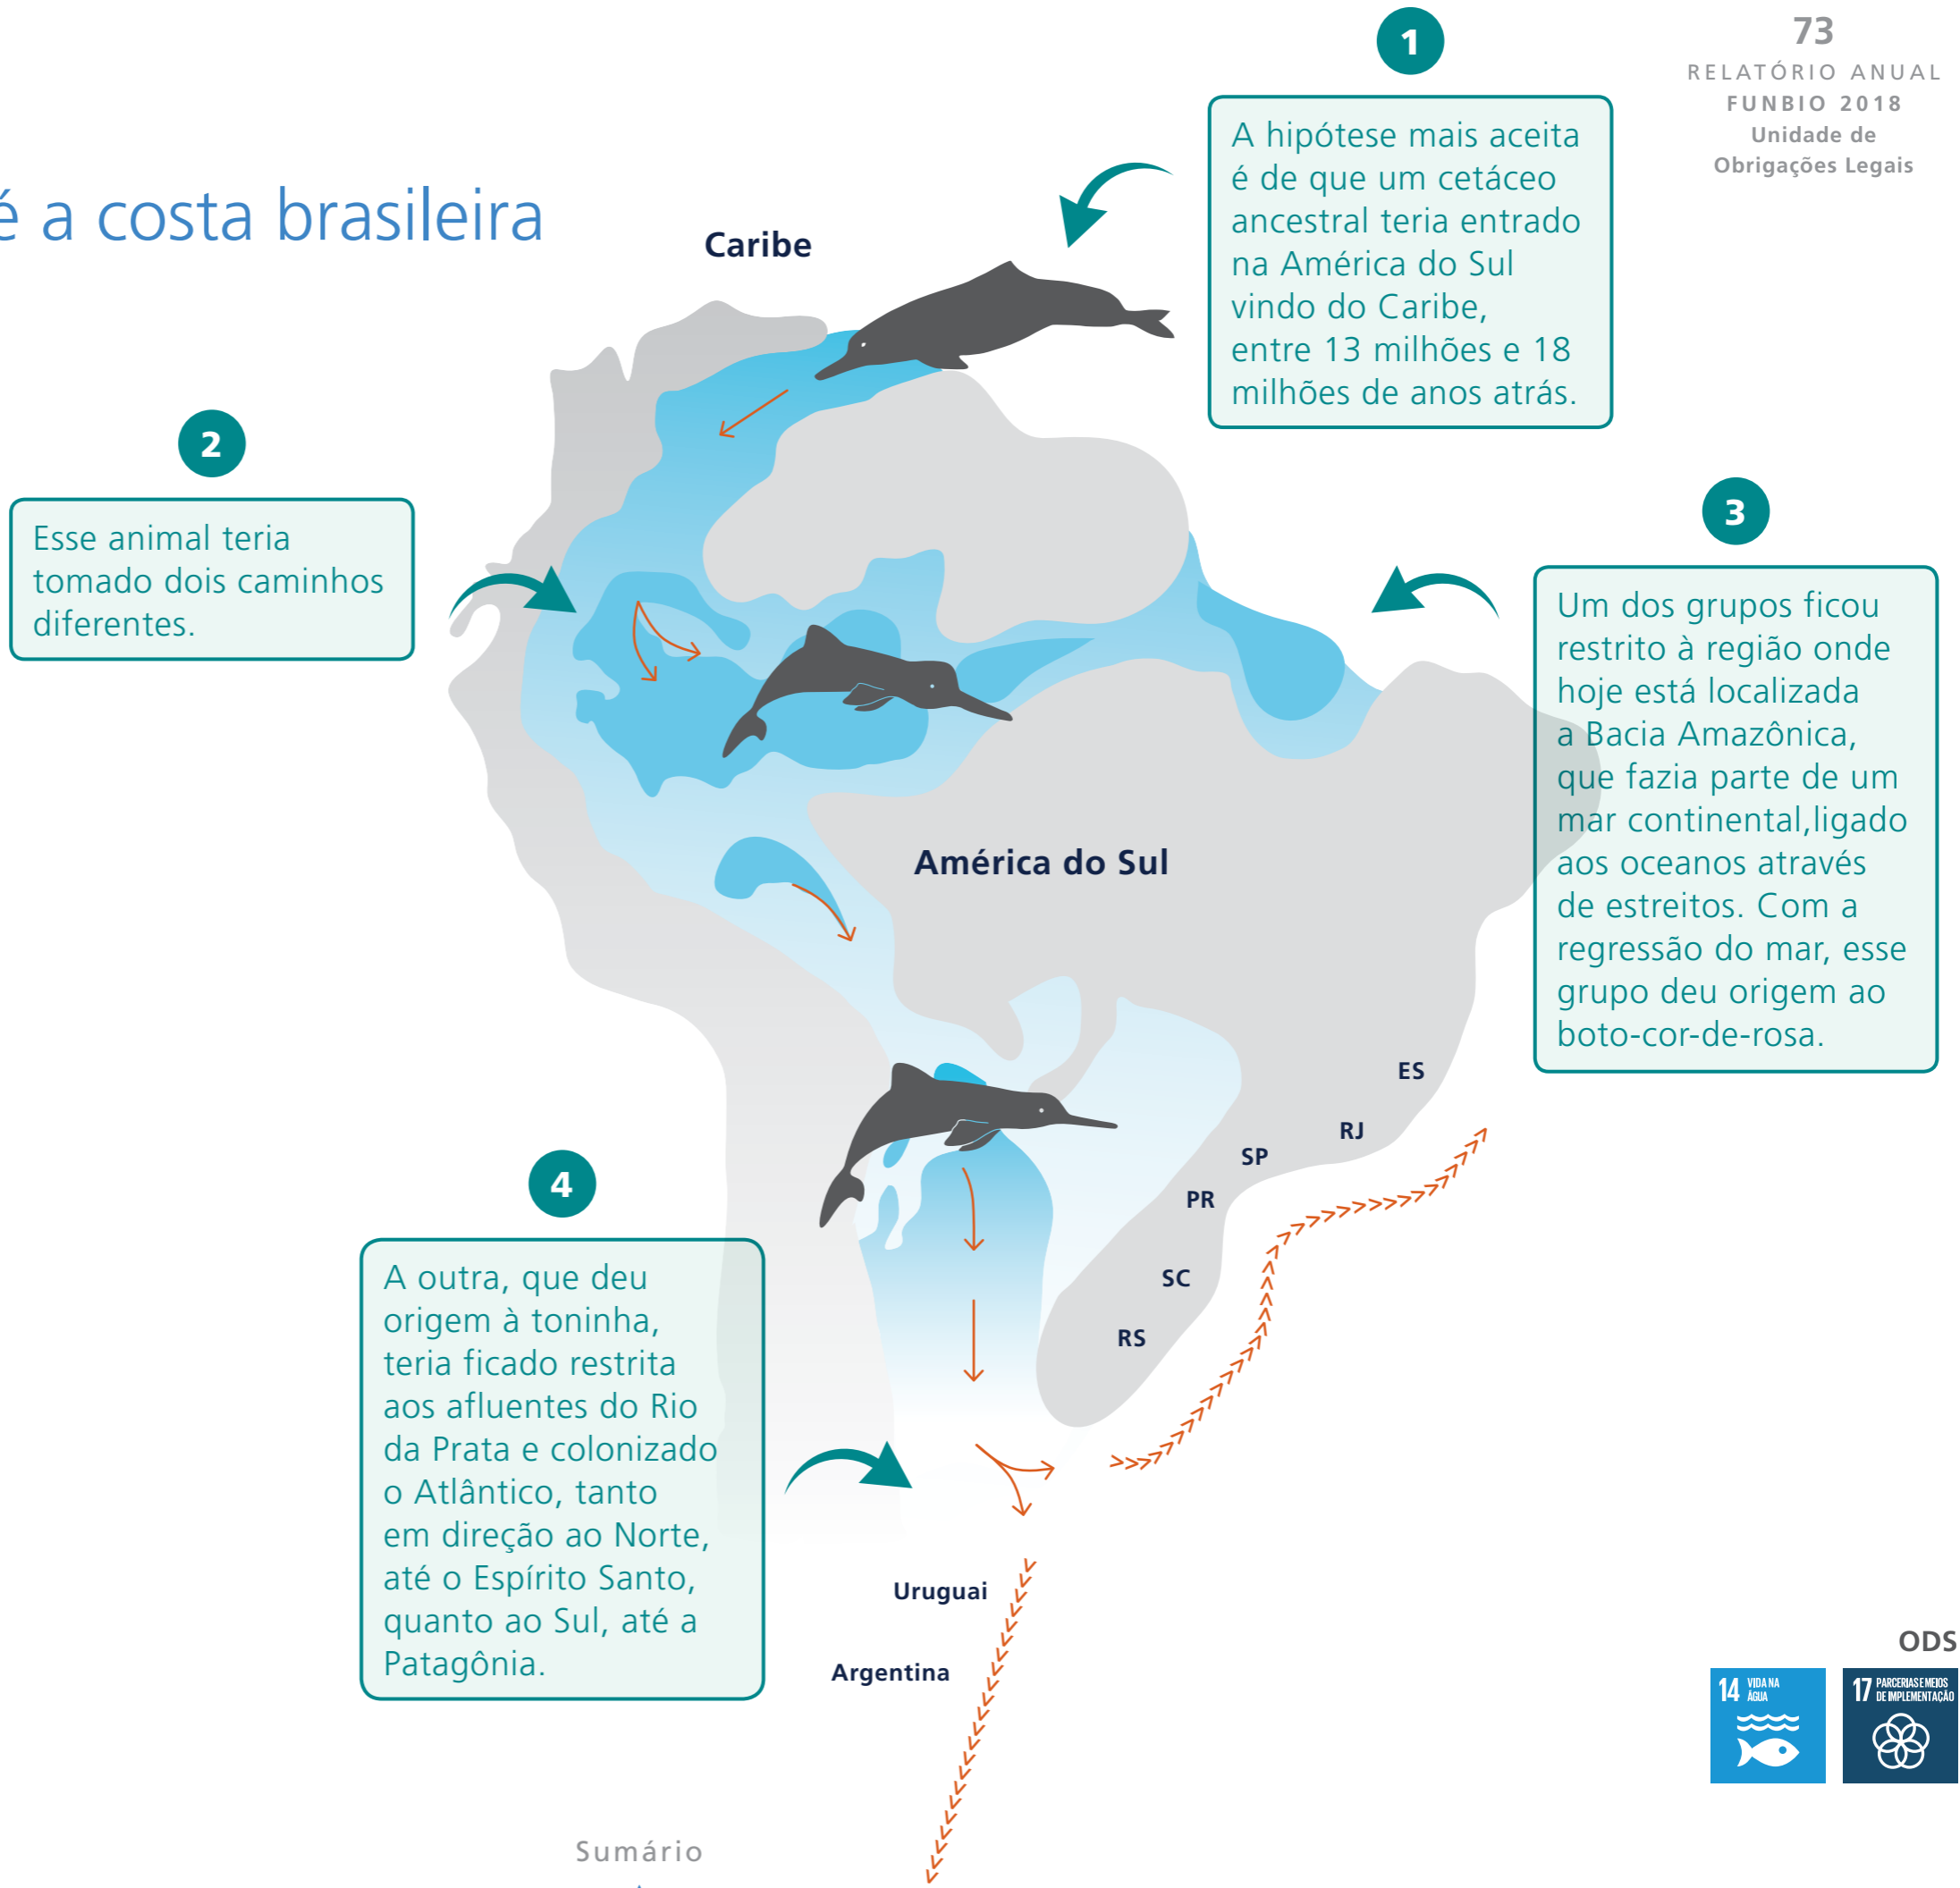 73
RELATÓRIO ANUAL
FUNBIO 2018
Unidade de
Obrigações Legais
é a costa brasileira
Caribe
1
A hipótese mais aceita
é de que um cetáceo
ancestral teria entrado
na América do Sul
vindo do Caribe,
entre 13 milhões e 18
milhões de anos atrás.
2
Esse animal teria
tomado dois caminhos
diferentes.
3
Um dos grupos ficou
restrito à região onde
hoje está localizada
a Bacia Amazônica,
que fazia parte de um
mar continental,ligado
aos oceanos através
de estreitos. Com a
regressão do mar, esse
grupo deu origem ao
boto-cor-de-rosa.
América do Sul
ES
RJ
SP
PR
SC
RS
4
A outra, que deu
origem à toninha,
teria ficado restrita
aos afluentes do Rio
da Prata e colonizado
o Atlântico, tanto
em direção ao Norte,
até o Espírito Santo,
quanto ao Sul, até a
Patagônia.
Uruguai
Argentina
ODS
14 VIDA NA
ÁGUA
17 PARCERIAS E MEIOS
DE IMPLEMENTAÇÃO
Sumário